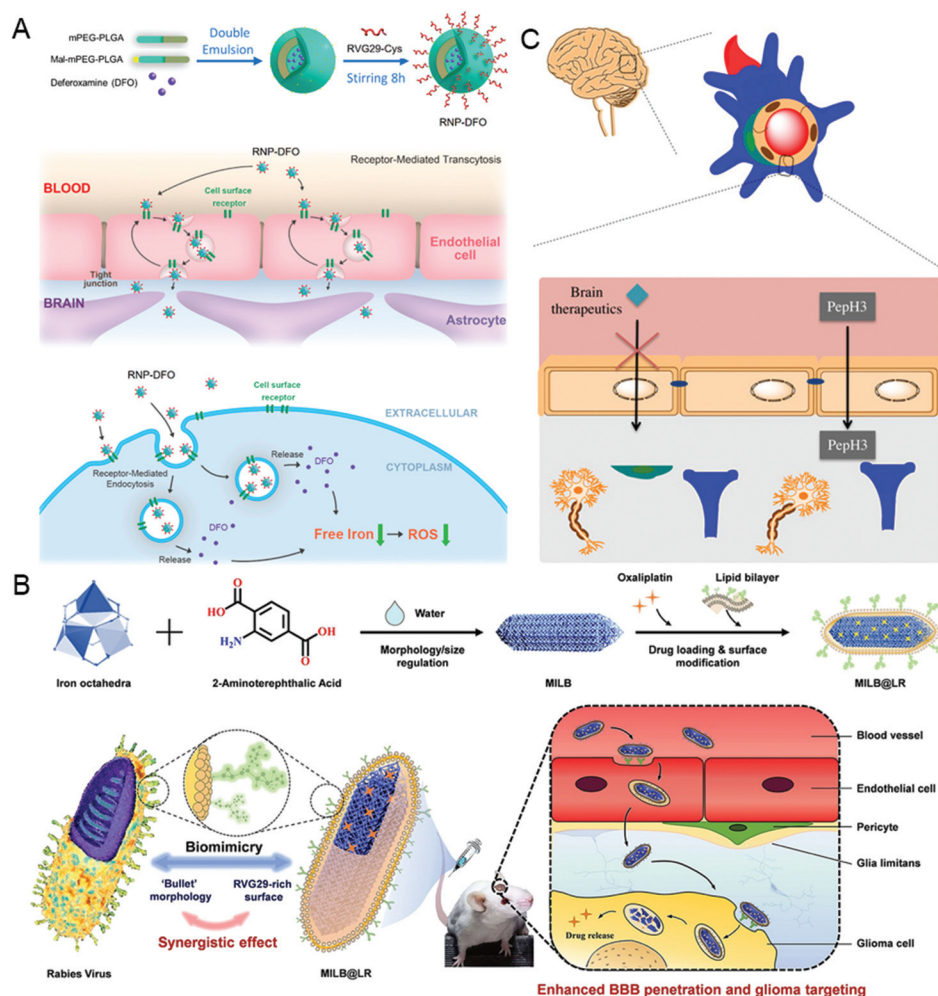 A
mPEG-PLGA
Mal-mPEG-PLGA
Deferoxamine (DFO)
Double
Emulsion
RVG29-Cys
Stirring 8h
RNP-DFO
RNP-DFO
Receptor-Mediated Transcytosis
BLOOD
Cell surface
receptor
Endothelial
cell
Tight
junction
BRAIN
Astrocyte
RNP-DFO
Cell surface
receptor
EXTRACELLULAR
CYTOPLASM
Receptor-Mediated
Endocytosis
Release
DFO
DFO
Release
Free Iron
ROS
C
Brain
therapeutics
PepH3
PepH3
B
Iron octahedra
O
OH
HO
H₂N
O
2-Aminoterephthalic Acid
Water
Morphology/size
regulation
MILB
Oxaliplatin
Lipid bilayer
Drug loading & surface
modification
MILB@LR
Biomimicry
'Bullet'
morphology
RVG29-rich
surface
Synergistic effect
Rabies Virus
MILB@LR
Blood vessel
Endothelial cell
Pericyte
Glia limitans
Drug release
Glioma cell
Enhanced BBB penetration and glioma targeting